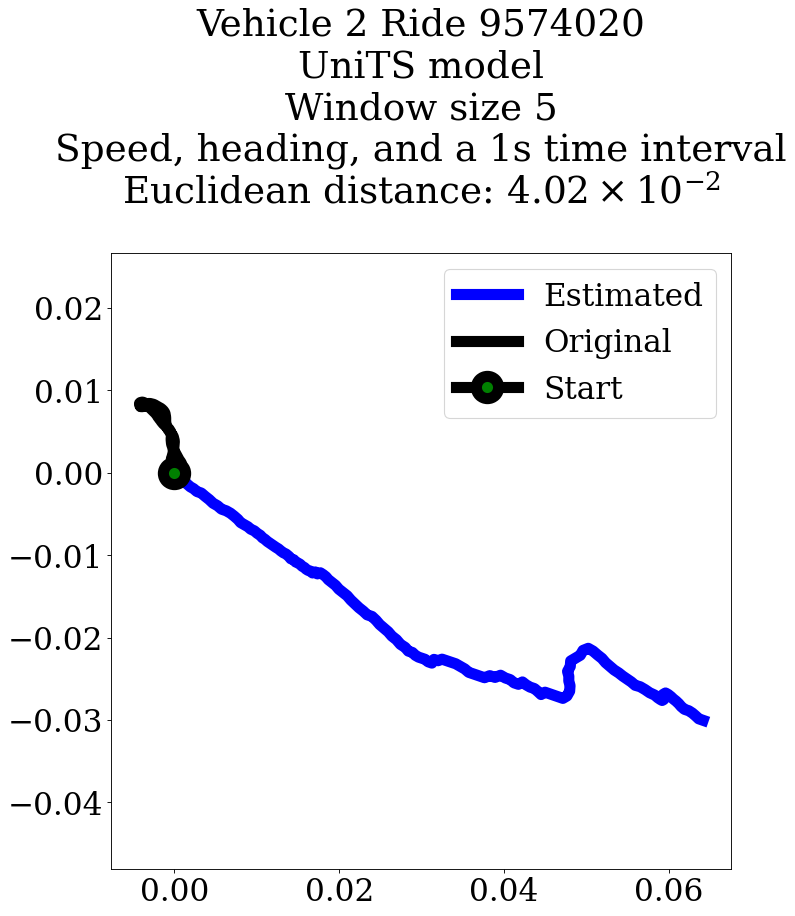 Vehicle 2 Ride 9574020
UniTS model
Window size 5
Speed, heading, and a 1s time interval
Euclidean distance: 4.02 × 10⁻²
Estimated
Original
Start
0.02
0.01
0.00
−0.01
−0.02
−0.03
−0.04
0.00 0.02 0.04 0.06